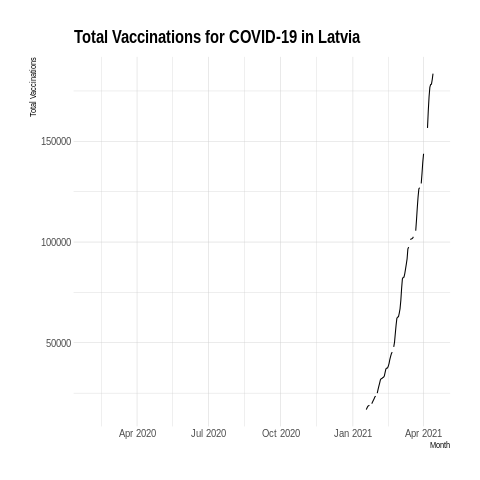 Total Vaccinations for COVID-19 in Latvia
Total Vaccinations
150000
100000
50000
Apr 2020 Jul 2020 Oct 2020 Jan 2021 Apr 2021
Month